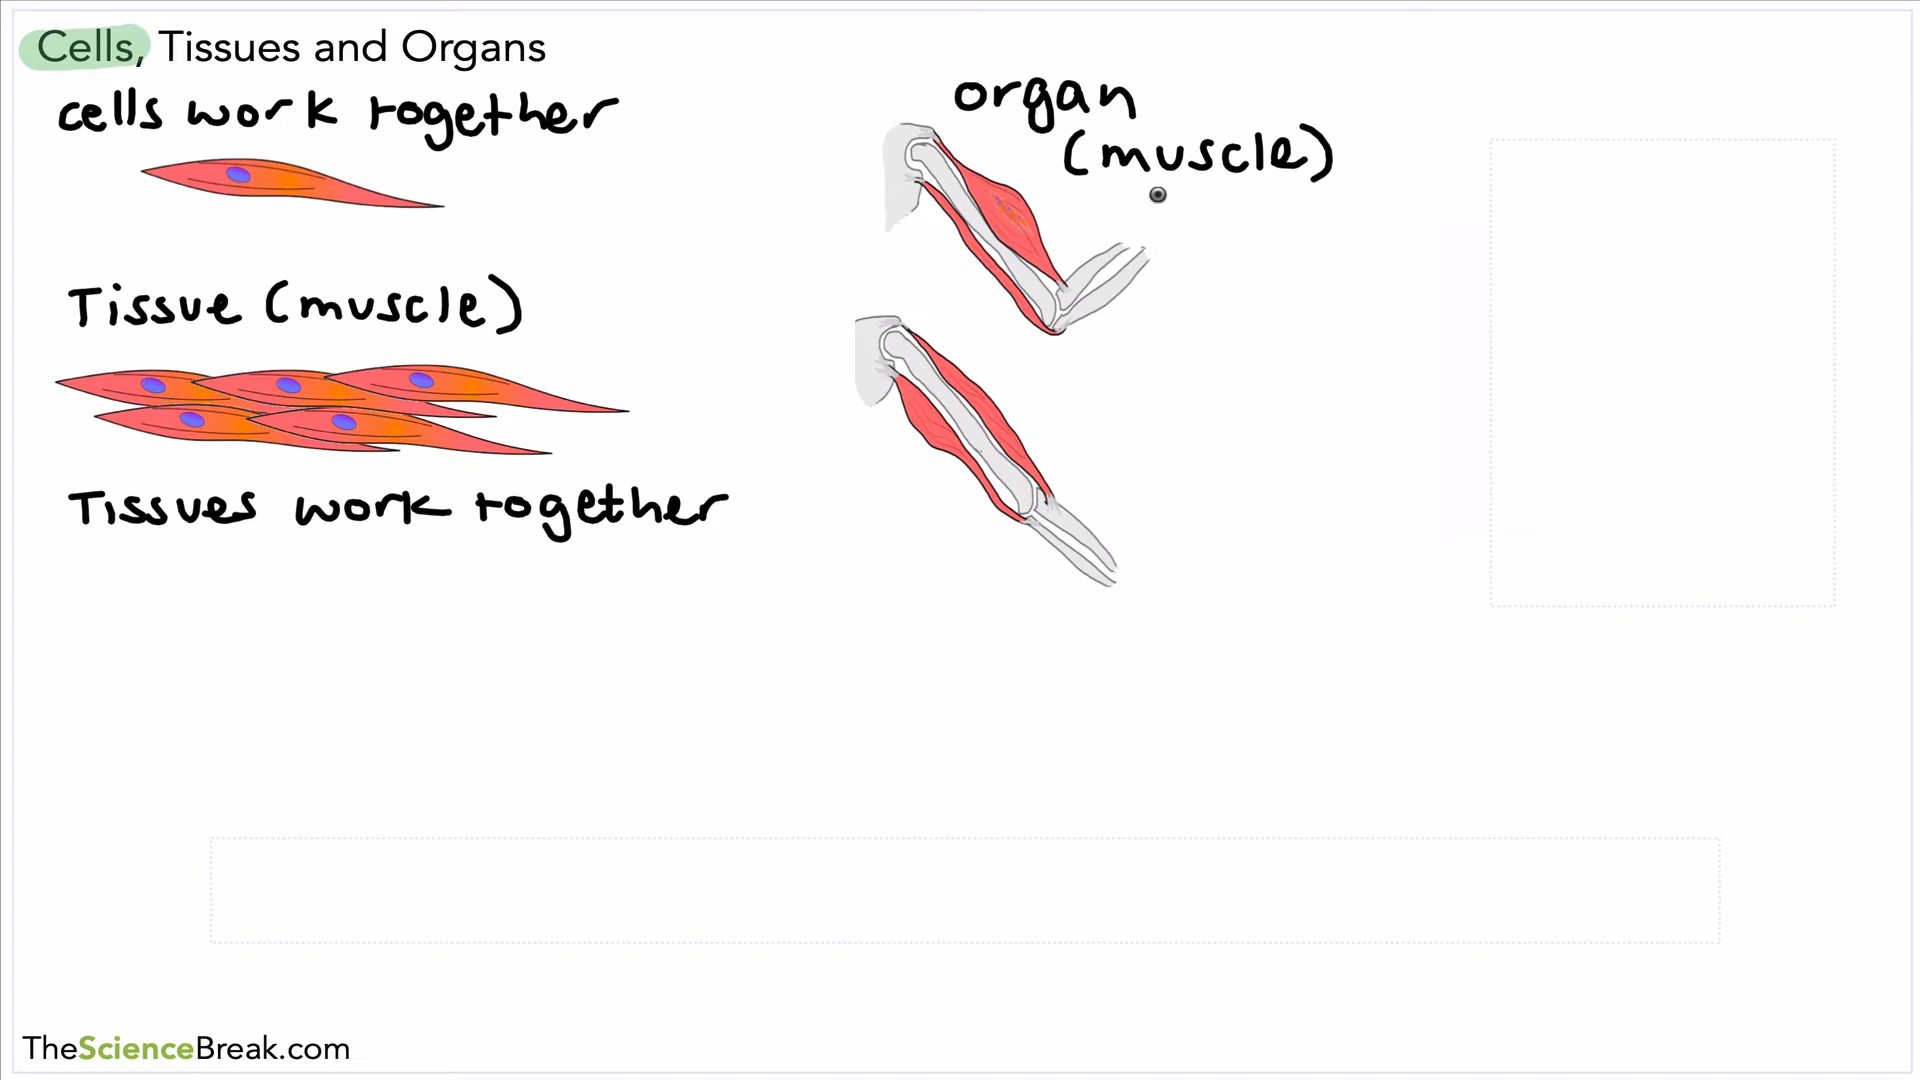 Cells, Tissues and Organs
cells work together
Tissue (muscle)
Tissues work together
organ
(muscle)
TheScienceBreak.com